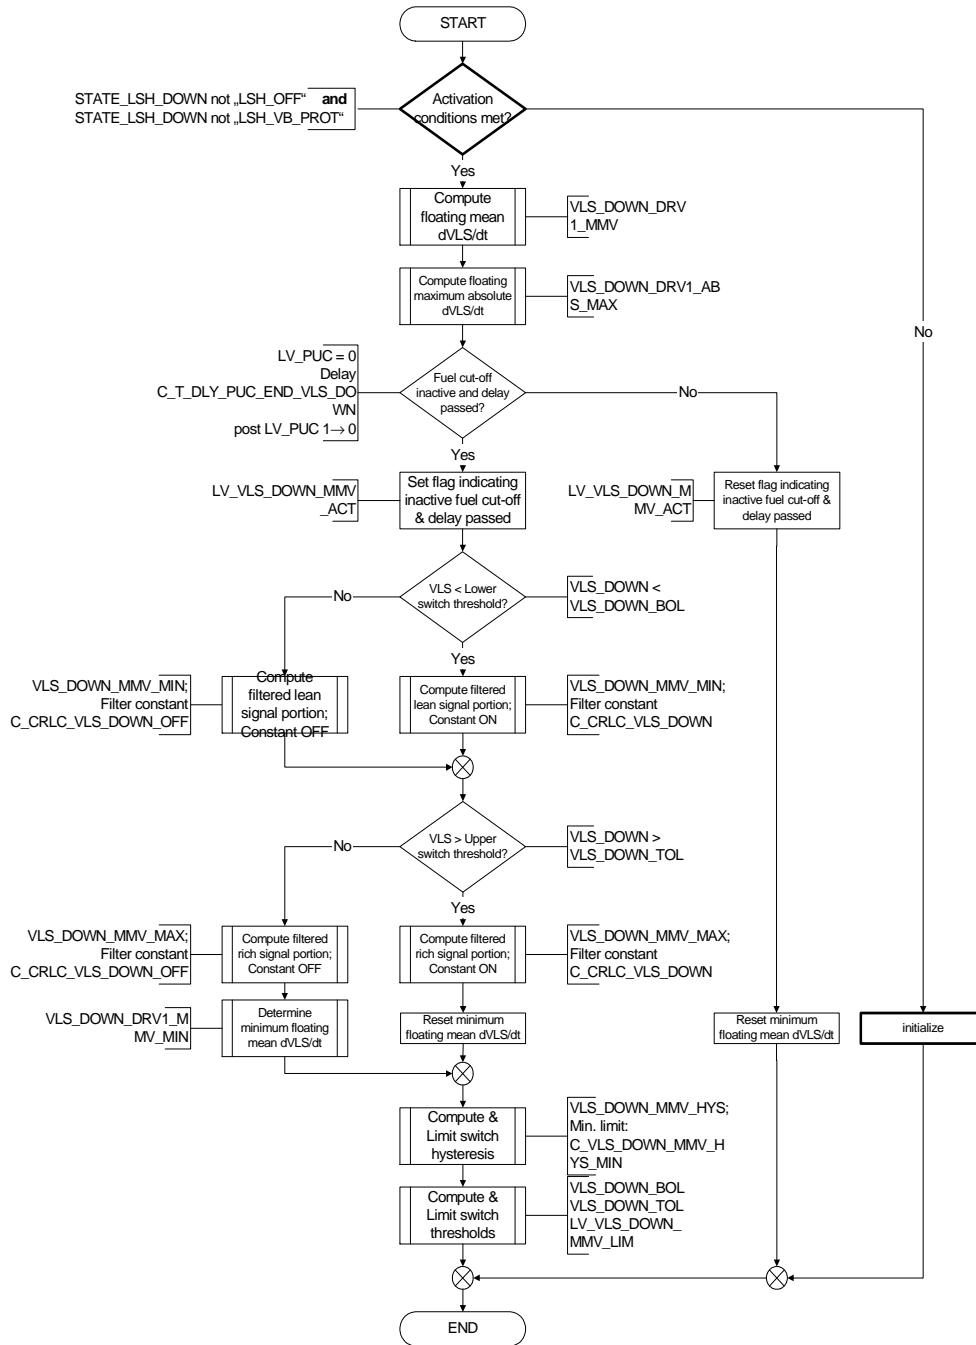 START
STATE_LSH_DOWN not „LSH_OFF“ and
STATE_LSH_DOWN not „LSH_VB_PROT“
Activation
conditions met?
Yes
Compute
floating mean
dVLS/dt
VLS_DOWN_DRV
1_MMV
Compute floating
maximum absolute
dVLS/dt
VLS_DOWN_DRV1_AB
S_MAX
No
LV_PUC = 0
Delay
C_T_DLY_PUC_END_VLS_DO
WN
post LV_PUC 1→ 0
Fuel cut-off
inactive and delay
passed?
No
Yes
LV_VLS_DOWN_MMV
_ACT
Set flag indicating
inactive fuel cut-off
& delay passed
LV_VLS_DOWN_M
MV_ACT
Reset flag indicating
inactive fuel cut-off &
delay passed
VLS < Lower
switch threshold?
VLS_DOWN <
VLS_DOWN_BOL
No
Yes
VLS_DOWN_MMV_MIN;
Filter constant
C_CRLC_VLS_DOWN_OFF
Compute
filtered lean
signal portion;
Constant OFF
Compute filtered
lean signal portion;
Constant ON
VLS_DOWN_MMV_MIN;
Filter constant
C_CRLC_VLS_DOWN
VLS > Upper
switch threshold?
VLS_DOWN >
VLS_DOWN_TOL
No
Yes
VLS_DOWN_MMV_MAX;
Filter constant
C_CRLC_VLS_DOWN_OFF
Compute filtered
rich signal portion;
Constant OFF
Compute filtered
rich signal portion;
Constant ON
VLS_DOWN_MMV_MAX;
Filter constant
C_CRLC_VLS_DOWN
VLS_DOWN_DRV1_M
MV_MIN
Determine
minimum floating
mean dVLS/dt
Reset minimum
floating mean dVLS/dt
Reset minimum
floating mean dVLS/dt
initialize
Compute &
Limit switch
hysteresis
VLS_DOWN_MMV_HYS;
Min. limit:
C_VLS_DOWN_MMV_H
YS_MIN
Compute &
Limit switch
thresholds
VLS_DOWN_BOL
VLS_DOWN_TOL
LV_VLS_DOWN_
MMV_LIM
END